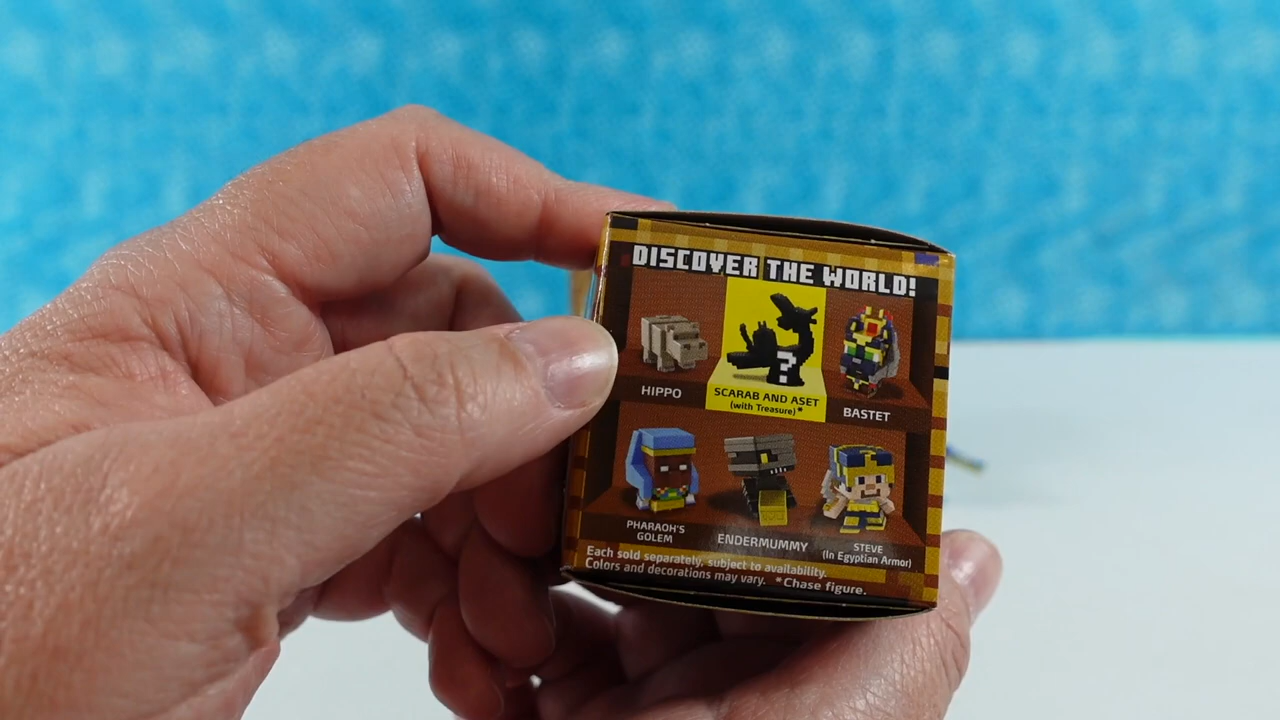 DISCOVER THE WORLD!
?
HIPPO
SCARAB AND ASET
(with Treasure)*
BASTET
PHARAOH'S
GOLEM
ENDERMUMMY
STEVE
(In Egyptian Armor)
Each sold separately, subject to availability.
Colors and decorations may vary. *Chase figure.